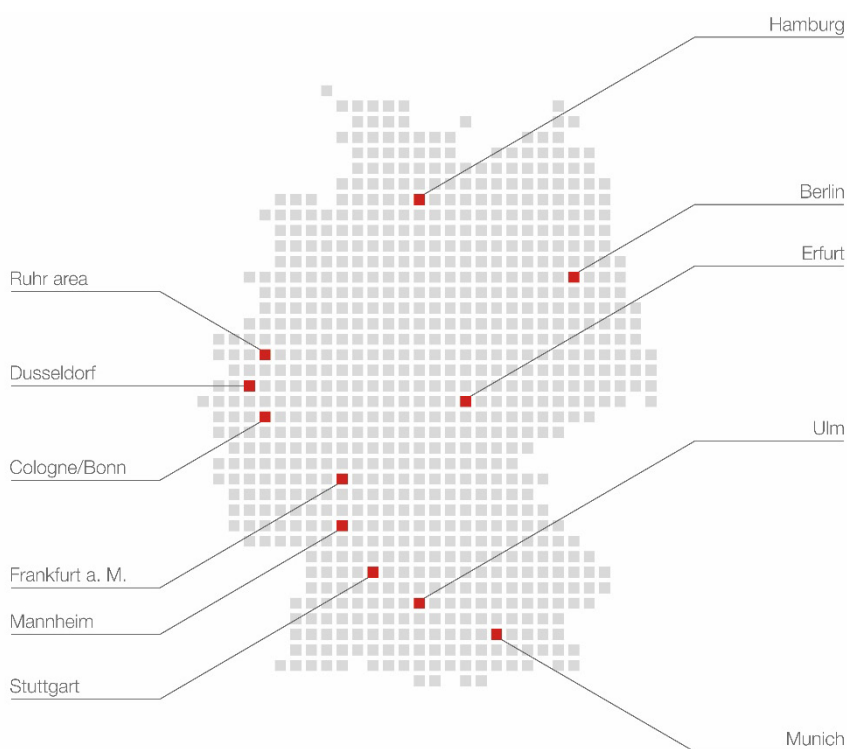 Hamburg
Berlin
Erfurt
Ruhr area
Dusseldorf
Ulm
Cologne/Bonn
Frankfurt a. M.
Mannheim
Stuttgart
Munich